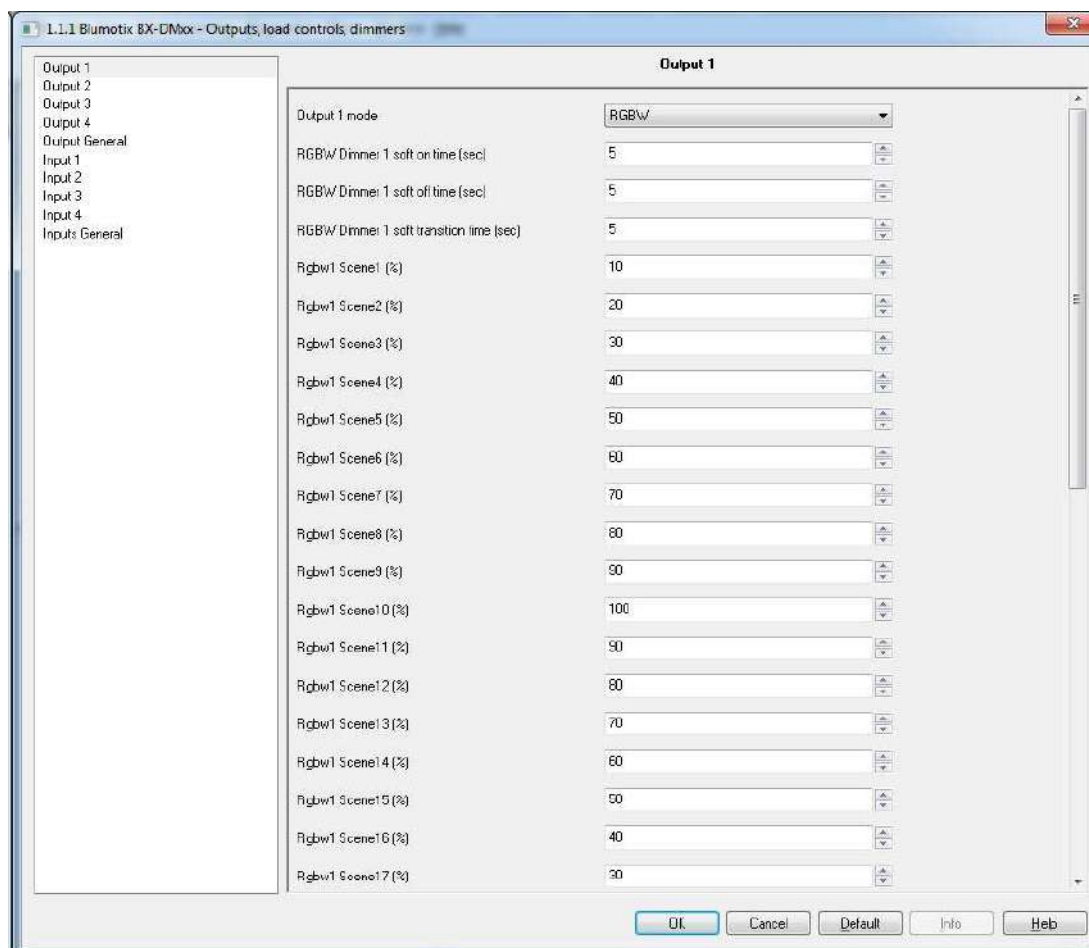 1.1.1 Blumotix BX-DMxx - Outputs, load controls, dimmers
Output 1
Output 2
Output 3
Output 4
Output General
Input 1
Input 2
Input 3
Input 4
Inputs General
Output 1
Output 1 mode RGBW
RGBW Dimmer 1 soft on time (sec) 5
RGBW Dimmer 1 soft off time (sec) 5
RGBW Dimmer 1 soft transition time (sec) 5
Rgbw1 Scene1 (%) 10
Rgbw1 Scene2 (%) 20
Rgbw1 Scene3 (%) 30
Rgbw1 Scene4 (%) 40
Rgbw1 Scene5 (%) 50
Rgbw1 Scene6 (%) 60
Rgbw1 Scene7 (%) 70
Rgbw1 Scene8 (%) 80
Rgbw1 Scene9 (%) 90
Rgbw1 Scene10 (%) 100
Rgbw1 Scene11 (%) 90
Rgbw1 Scene12 (%) 80
Rgbw1 Scene13 (%) 70
Rgbw1 Scene14 (%) 60
Rgbw1 Scene15 (%) 50
Rgbw1 Scene16 (%) 40
Rgbw1 Scene17 (%) 30
OK Cancel Default Info Help